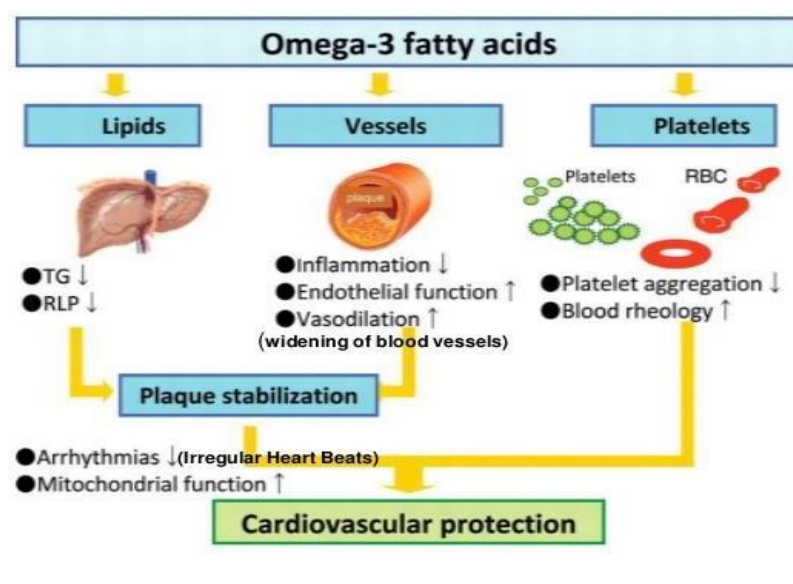 Omega-3 fatty acids
Lipids
Vessels
Platelets
plaque
Platelets
RBC
●TG ↓
●RLP ↓
●Inflammation ↓
●Endothelial function ↑
●Vasodilation ↑
(widening of blood vessels)
●Platelet aggregation ↓
●Blood rheology ↑
Plaque stabilization
●Arrhythmias ↓(Irregular Heart Beats)
●Mitochondrial function ↑
Cardiovascular protection